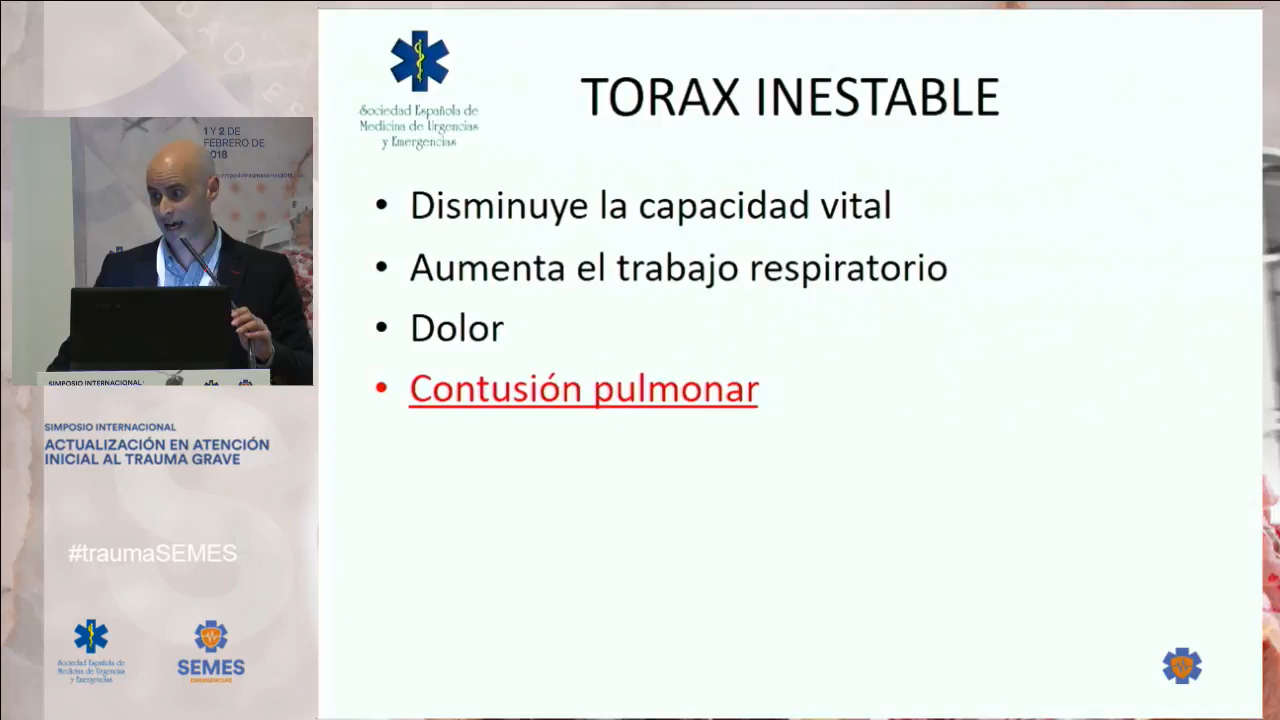 Sociedad Española de
Medicina de Urgencias
y Emergencias
TORAX INESTABLE
• Disminuye la capacidad vital
• Aumenta el trabajo respiratorio
• Dolor
• Contusión pulmonar
1 Y 2 DE
FEBRERO DE
2018
SIMPOSIO INTERNACIONAL
SIMPOSIO INTERNACIONAL
ACTUALIZACIÓN EN ATENCIÓN
INICIAL AL TRAUMA GRAVE
#traumaSEMES
Sociedad Española de
Medicina de Urgencias
y Emergencias
SEMES
EMERGENCIAS